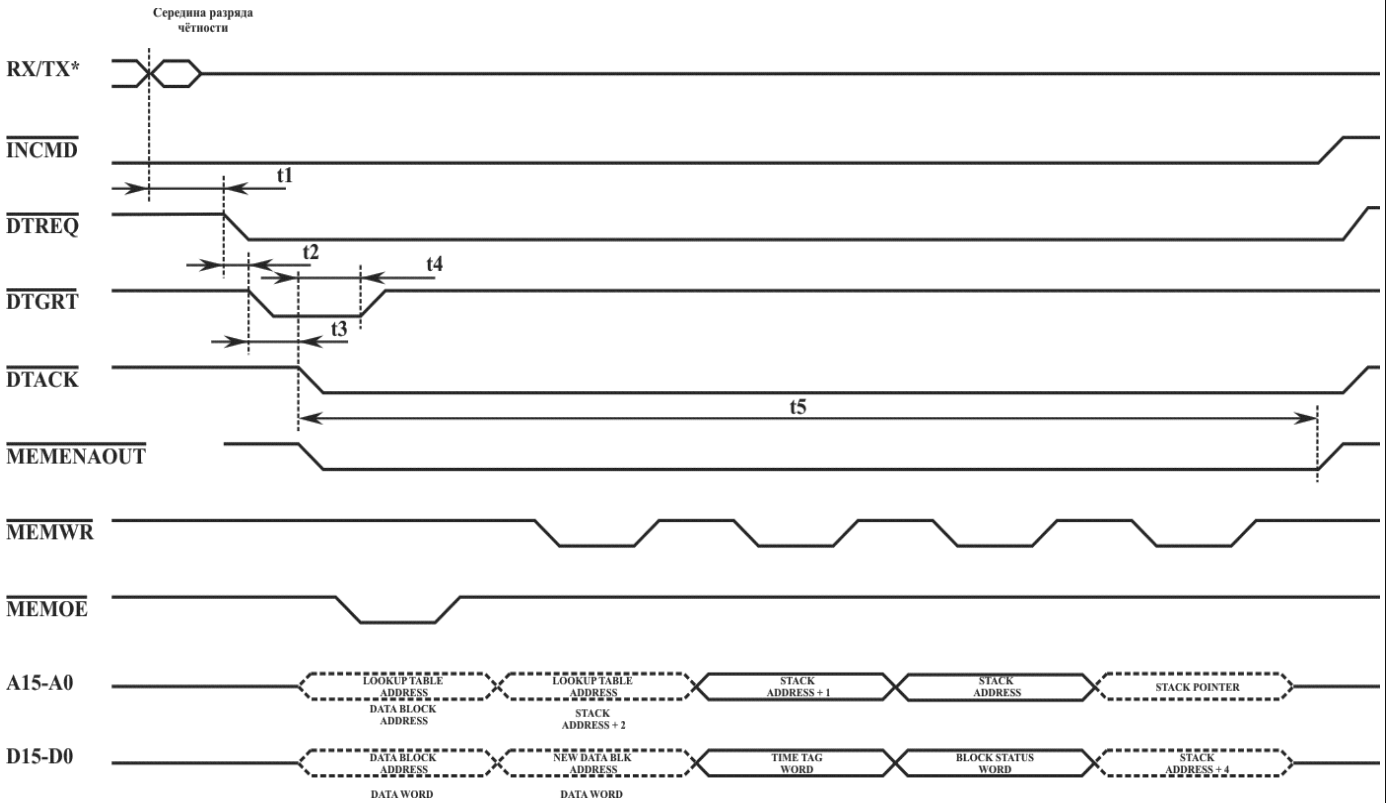 Середина разряда
чётности
RX/TX*
INCMD
t1
DTREQ
t2
t4
DTGRT
t3
DTACK
t5
MEMENAOUT
MEMWR
MEMOE
A15-A0
LOOKUP TABLE
ADDRESS
LOOKUP TABLE
ADDRESS
STACK
ADDRESS + 1
STACK
ADDRESS
STACK POINTER
DATA BLOCK
ADDRESS
STACK
ADDRESS + 2
D15-D0
DATA BLOCK
ADDRESS
NEW DATA BLK
ADDRESS
TIME TAG
WORD
BLOCK STATUS
WORD
STACK
ADDRESS + 4
DATA WORD
DATA WORD